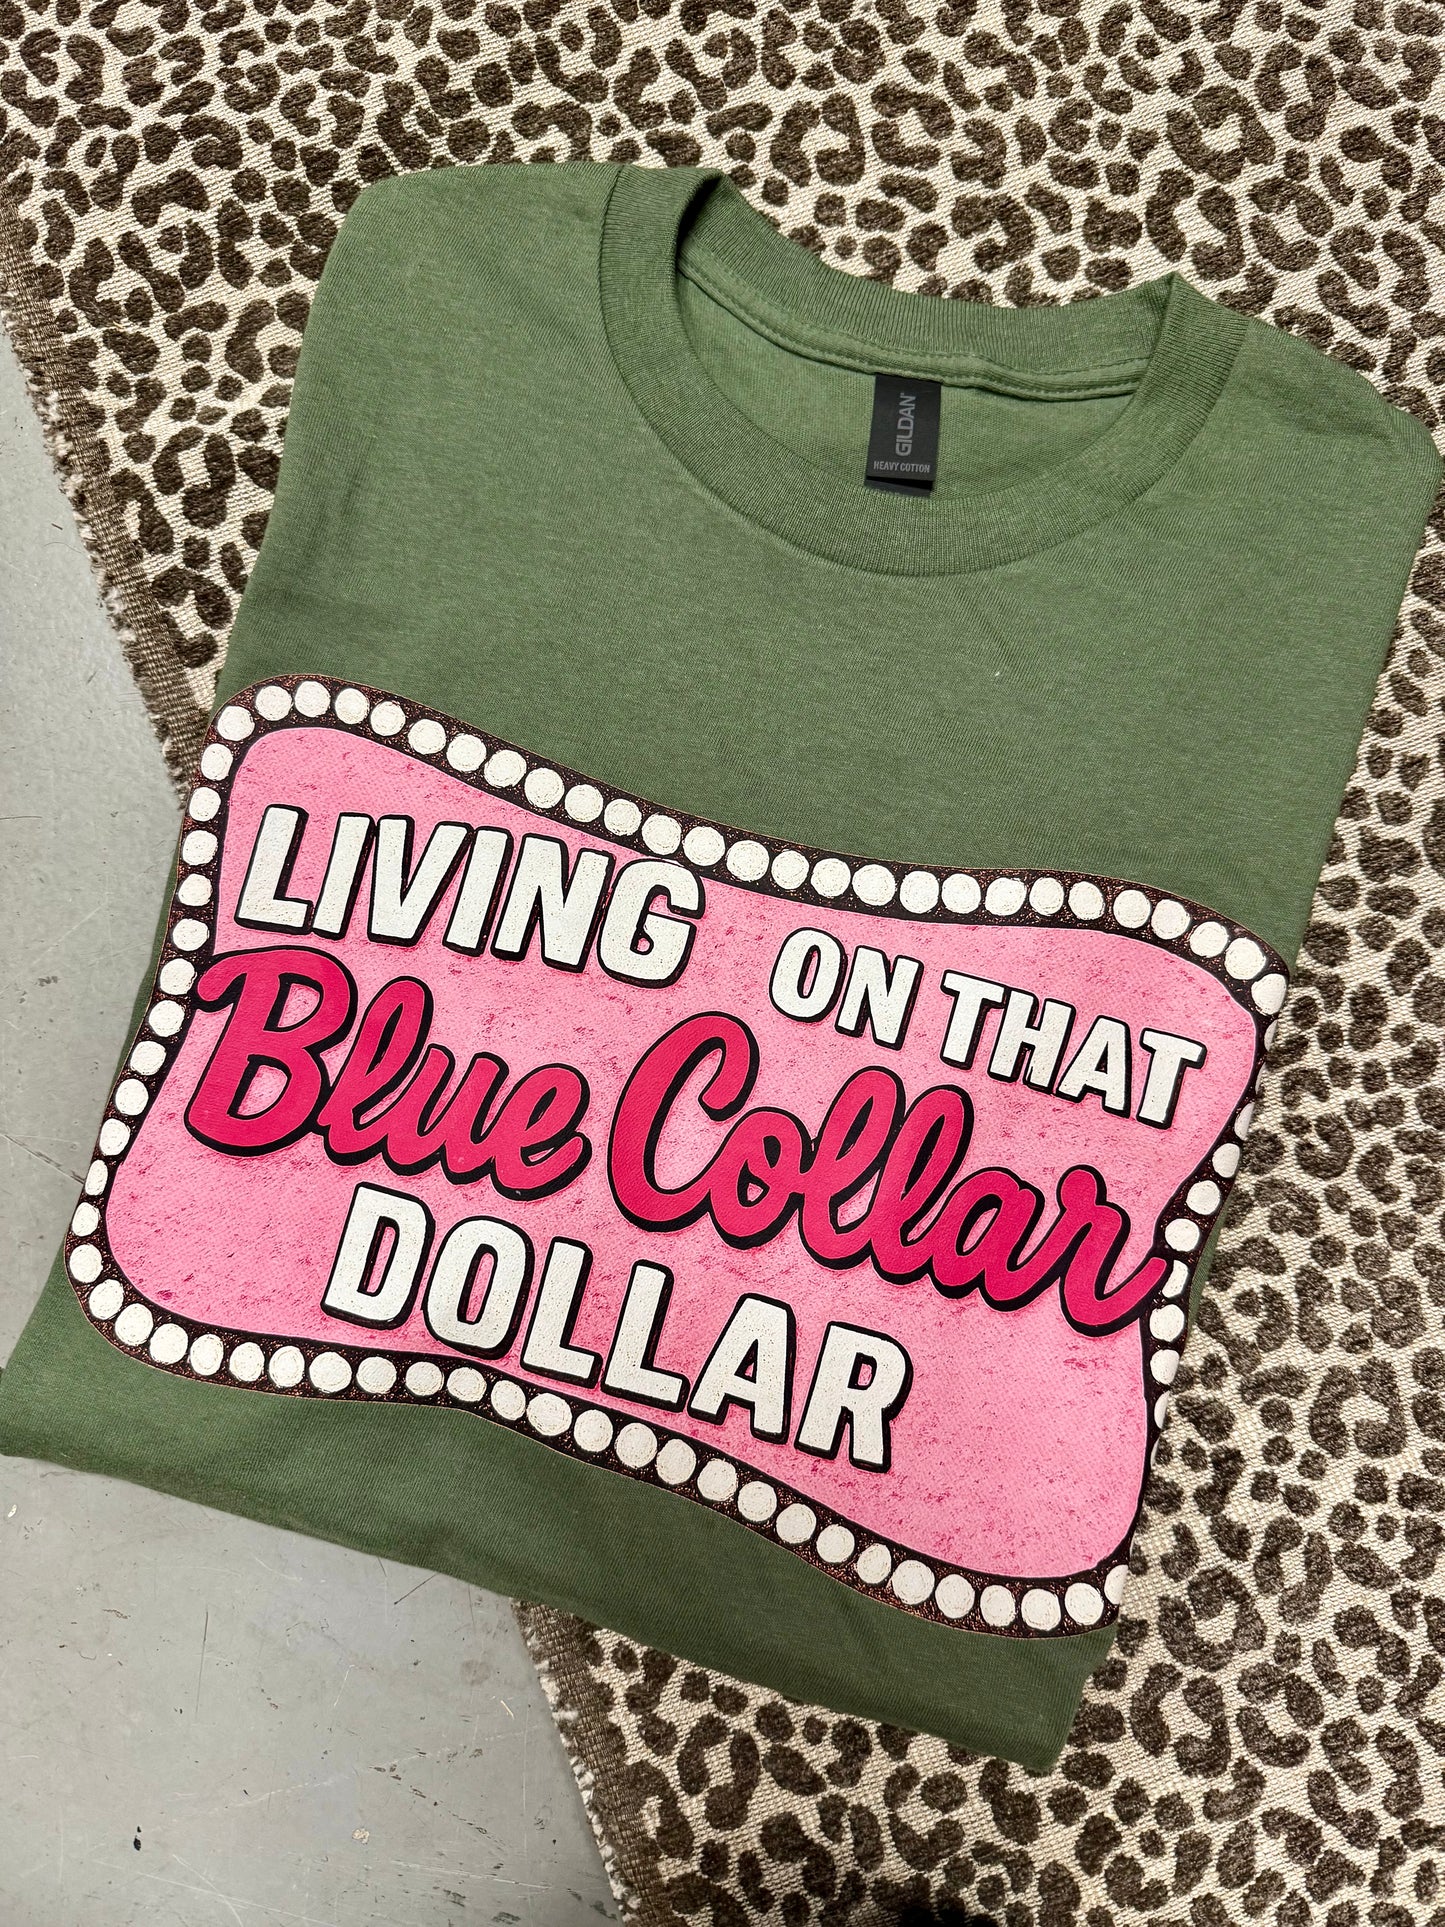 GILDAN
HEAVY COTTON
LIVING ON THAT
Blue Collar
DOLLAR